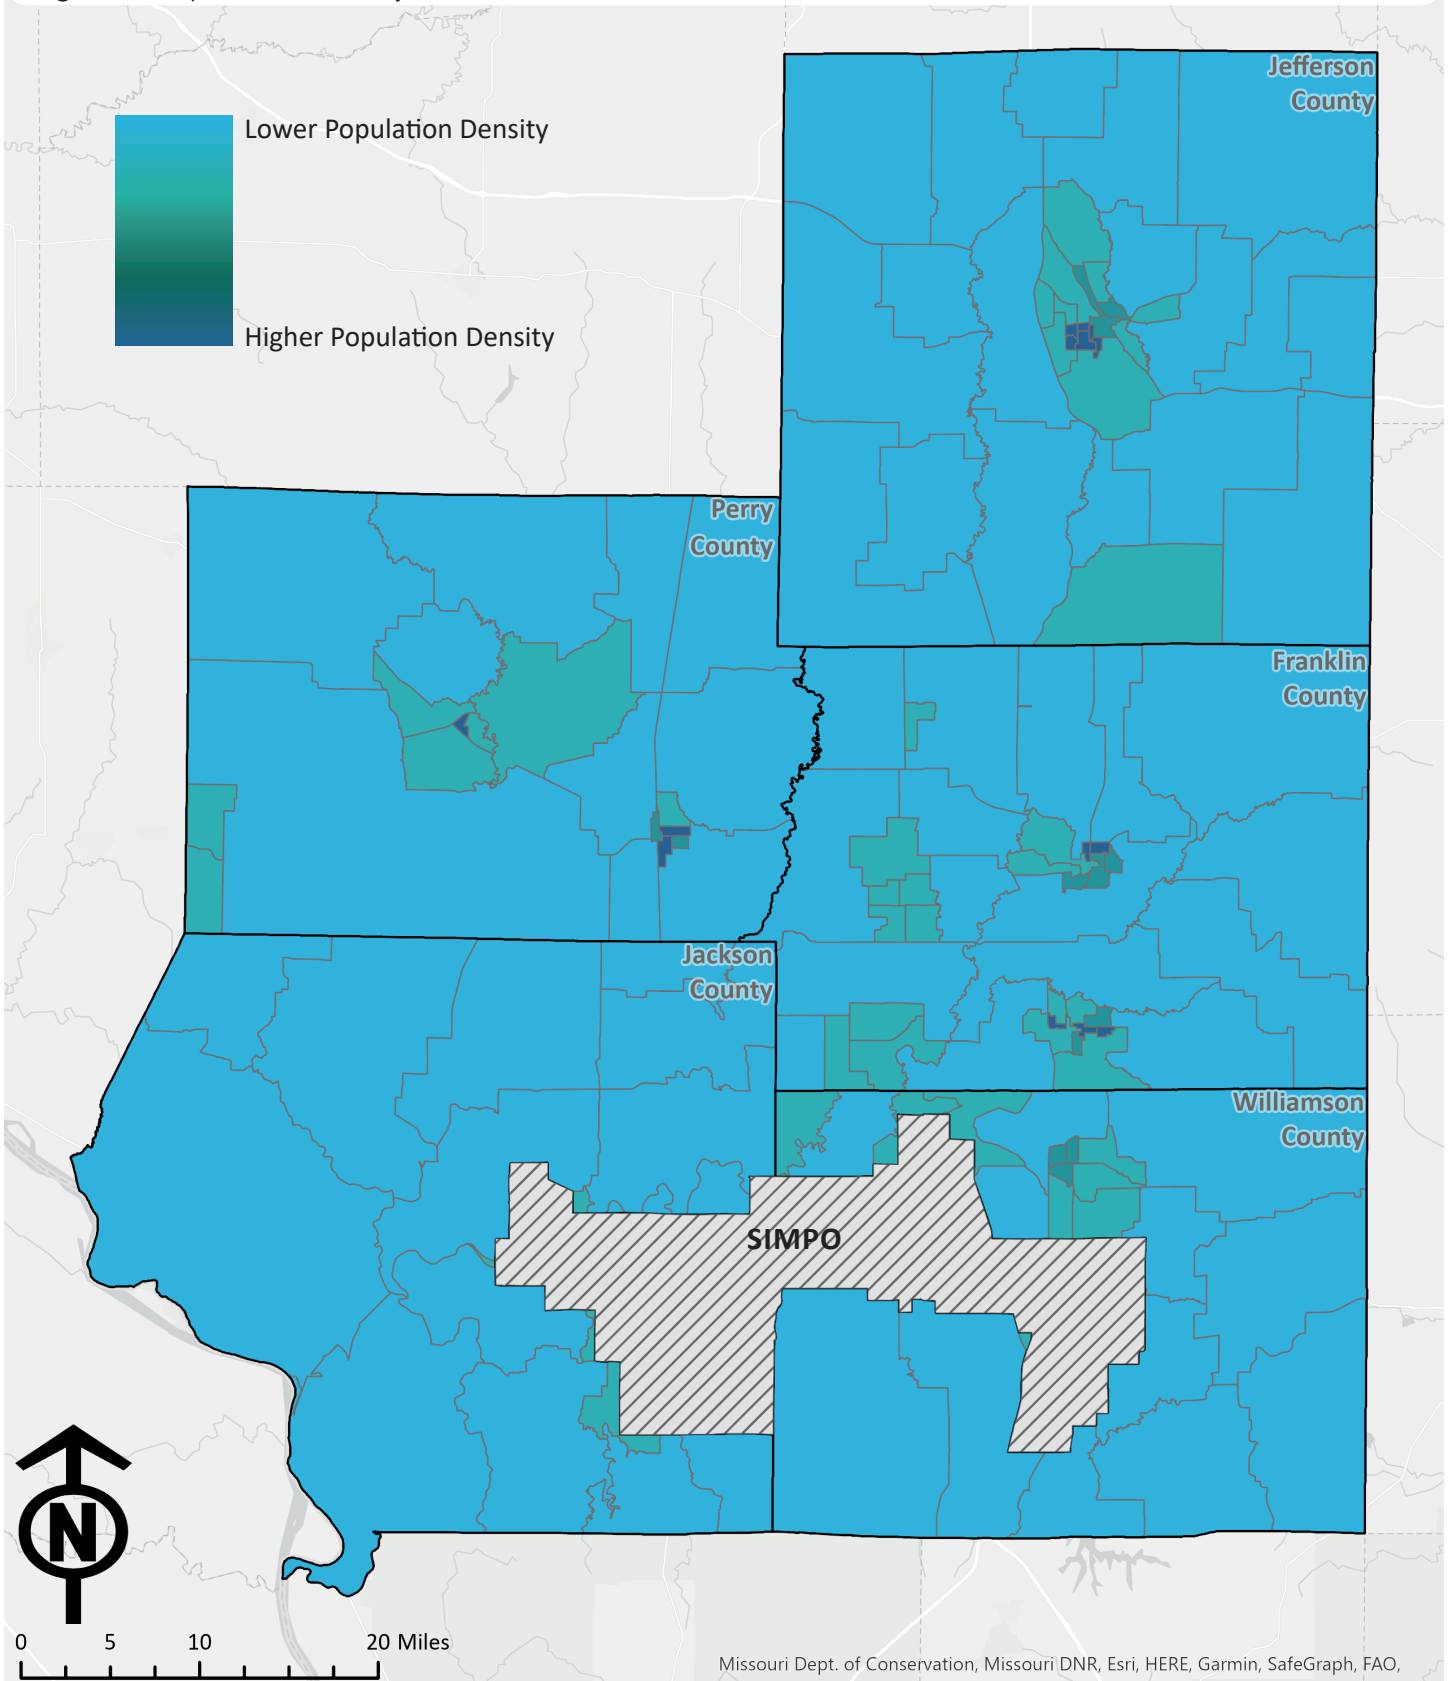 Lower Population Density
Higher Population Density
Jefferson
County
Perry
County
Franklin
County
Jackson
County
Williamson
County
SIMPO
N
0 5 10 20 Miles
Missouri Dept. of Conservation, Missouri DNR, Esri, HERE, Garmin, SafeGraph, FAO,